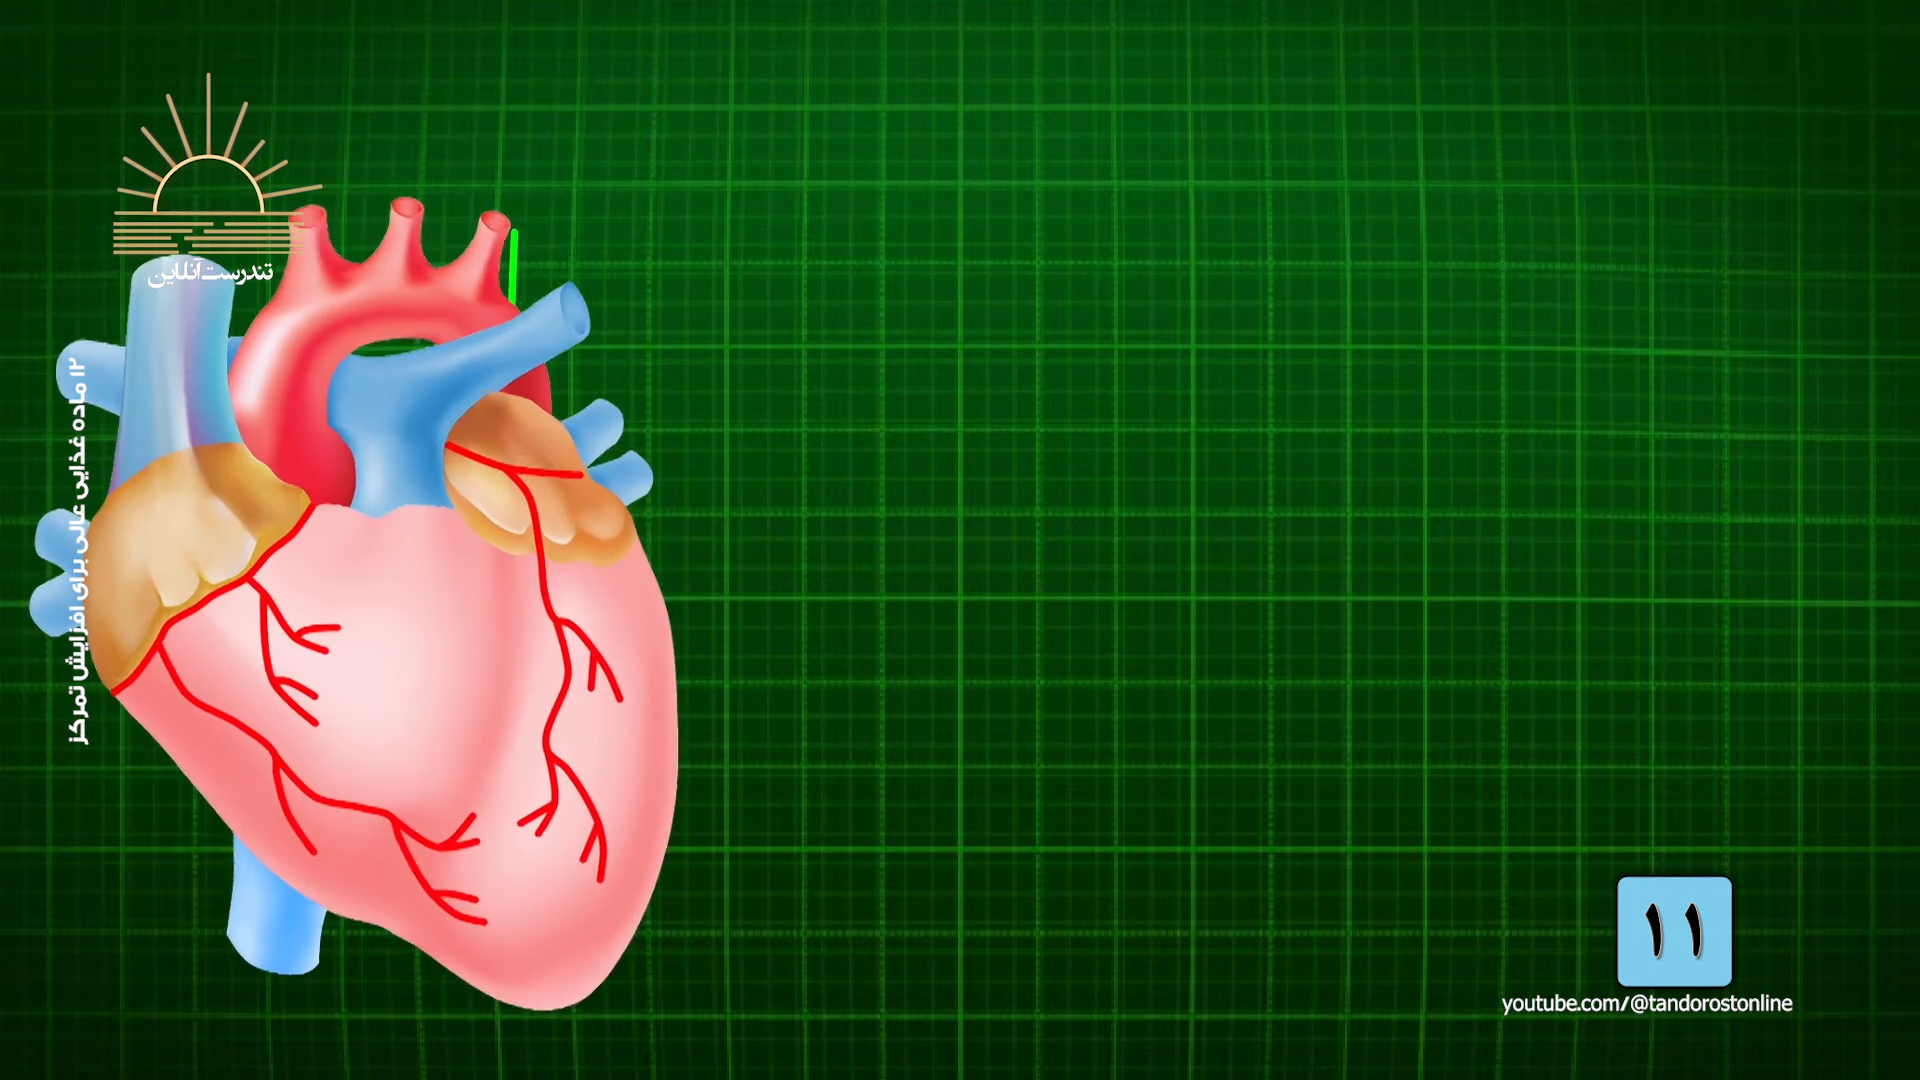 تندرست آنلاین
۱۲ ماده غذایی عالی برای افزایش تمرکز
۱۱
youtube.com/@tandorostonline